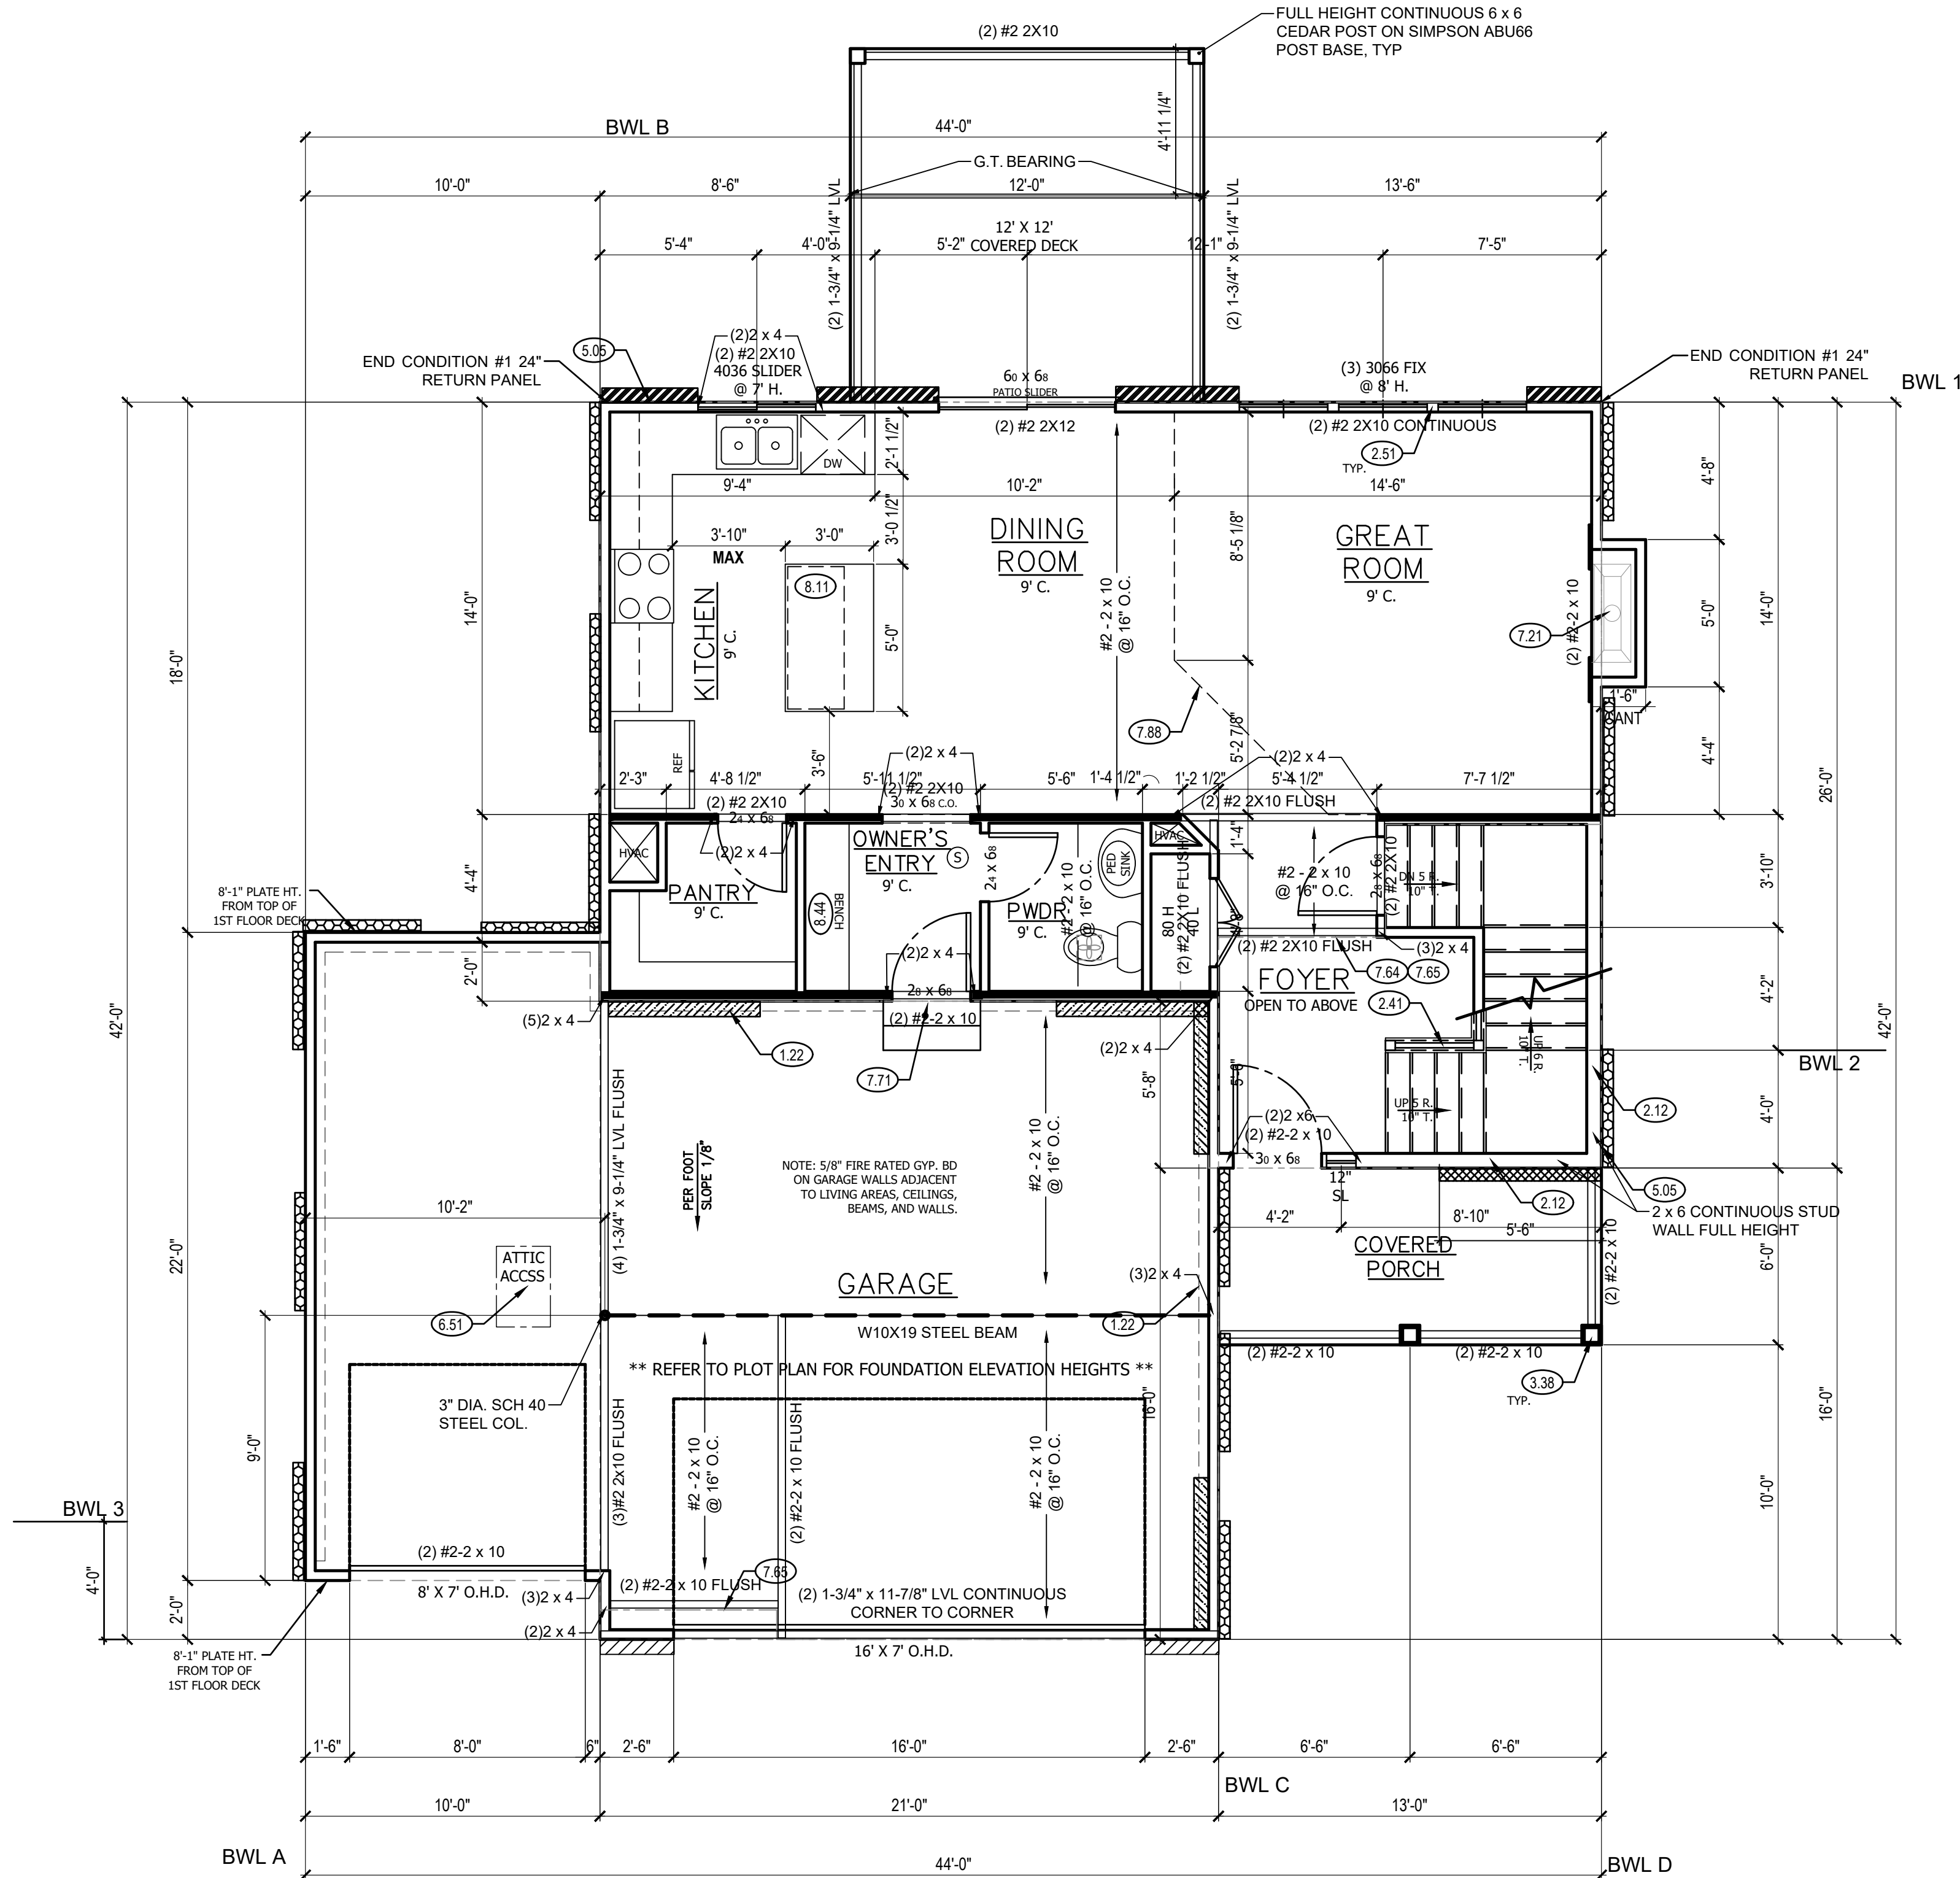 FULL HEIGHT CONTINUOUS 6 x 6
CEDAR POST ON SIMPSON ABU66
POST BASE, TYP
(2) #2 2X10
4'-11 1/4"
BWL B
44'-0"
G.T. BEARING
10'-0"
8'-6"
12'-0"
13'-6"
(2) 1-3/4" x 9-1/4" LVL
(2) 1-3/4" x 9-1/4" LVL
12' X 12'
COVERED DECK
5'-4"
4'-0"
5'-2"
12'-1"
7'-5"
(2)2 x 4
(2) #2 2X10
4036 SLIDER
@ 7' H.
5.05
END CONDITION #1 24"
RETURN PANEL
60 x 68
PATIO SLIDER
(3) 3066 FIX
@ 8' H.
END CONDITION #1 24"
RETURN PANEL
BWL 1
(2) #2 2X12
(2) #2 2X10 CONTINUOUS
2.51
TYP.
DW
2'-1 1/2"
9'-4"
10'-2"
14'-6"
3'-0 1/2"
3'-10"
MAX
3'-0"
8.11
5'-0"
KITCHEN
9' C.
DINING
ROOM
9' C.
#2 - 2 x 10
@ 16" O.C.
8'-5 1/8"
GREAT
ROOM
9' C.
(2) #2-2 x 10
7.21
4'-8"
5'-0"
4'-4"
14'-0"
26'-0"
1'-6"
CANT
14'-0"
18'-0"
42'-0"
REF
3'-6"
7.88
5'-2 7/8"
(2)2 x 4
(2)2 x 4
2'-3"
4'-8 1/2"
5'-11 1/2"
5'-6"
1'-4 1/2"
1'-2 1/2"
5'-4 1/2"
7'-7 1/2"
(2) #2 2X10
24 x 68
(2) #2 2X10
30 x 68 C.O.
(2) #2 2X10 FLUSH
HVAC
(2)2 x 4
PANTRY
9' C.
OWNER'S
ENTRY
9' C.
S
8.44
BENCH
24 x 68
PWDR
9' C.
#2 - 2 x 10
@ 16" O.C.
PED
SINK
HVAC
1'-4"
80 H
40 L
(2) #2 2X10 FLUSH
#2 - 2 x 10
@ 16" O.C.
28 x 68
(2) #2 2X10
DN 5 R.
10" T.
3'-10"
4'-4"
8'-1" PLATE HT.
FROM TOP OF
1ST FLOOR DECK
2'-0"
(2)2 x 4
28 x 68
(2) #2-2 x 10
(5)2 x 4
1.22
7.71
(2) #2 2X10 FLUSH
(3)2 x 4
7.64
7.65
FOYER
OPEN TO ABOVE
2.41
UP 6 R.
10" T.
4'-2"
42'-0"
BWL 2
(2)2 x 4
5'-8"
UP 5 R.
10" T.
2.12
4'-0"
(2)2 x6
(2) #2-2 x 10
30 x 68
12"
SL
5.05
2.12
2 x 6 CONTINUOUS STUD
WALL FULL HEIGHT
(4) 1-3/4" x 9-1/4" LVL FLUSH
PER FOOT
SLOPE 1/8"
NOTE: 5/8" FIRE RATED GYP. BD
ON GARAGE WALLS ADJACENT
TO LIVING AREAS, CEILINGS,
BEAMS, AND WALLS.
#2 - 2 x 10
@ 16" O.C.
10'-2"
4'-2"
8'-10"
5'-6"
COVERED
PORCH
(2) #2-2 x 10
6'-0"
22'-0"
ATTIC
ACCSS
6.51
GARAGE
(3)2 x 4
1.22
W10X19 STEEL BEAM
(2) #2-2 x 10
(2) #2-2 x 10
3.38
TYP.
** REFER TO PLOT PLAN FOR FOUNDATION ELEVATION HEIGHTS **
3" DIA. SCH 40
STEEL COL.
9'-0"
(3)#2 2x10 FLUSH
#2 - 2 x 10
@ 16" O.C.
(2) #2-2 x 10 FLUSH
#2 - 2 x 10
@ 16" O.C.
16'-0"
10'-0"
16'-0"
BWL 3
4'-0"
2'-0"
(2) #2-2 x 10
8' X 7' O.H.D.
(3)2 x 4
(2)2 x 4
(2) #2-2 x 10 FLUSH
7.65
(2) 1-3/4" x 11-7/8" LVL CONTINUOUS
CORNER TO CORNER
16' X 7' O.H.D.
8'-1" PLATE HT.
FROM TOP OF
1ST FLOOR DECK
1'-6"
8'-0"
6"
2'-6"
16'-0"
2'-6"
6'-6"
6'-6"
BWL C
10'-0"
21'-0"
13'-0"
BWL A
44'-0"
BWL D